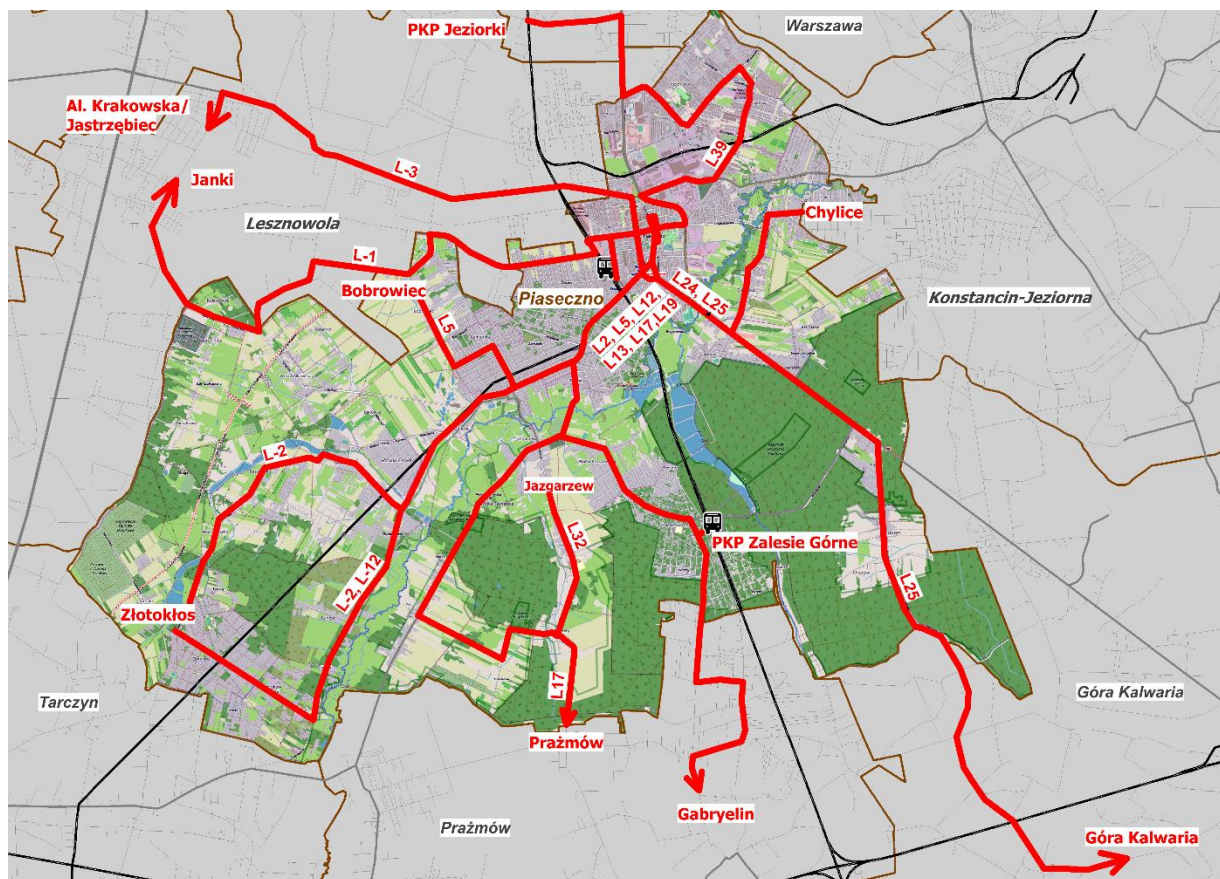 PKP Jeziorki
Warszawa
Al. Krakowska/
Jastrzębiec
L-3
L39
Janki
Chylice
Lesznowola
L-1
L24, L25
Bobrowiec
Piaseczno
Konstancin-Jeziorna
L5
L2, L5, L12,
L13, L17 L19
L-2
Jazgarzew
PKP Zalesie Górne
L32
L-2, L-12
L25
Złotokłos
L17
Tarczyn
Góra Kalwaria
Prażmów
Gabryelin
Prażmów
Góra Kalwaria